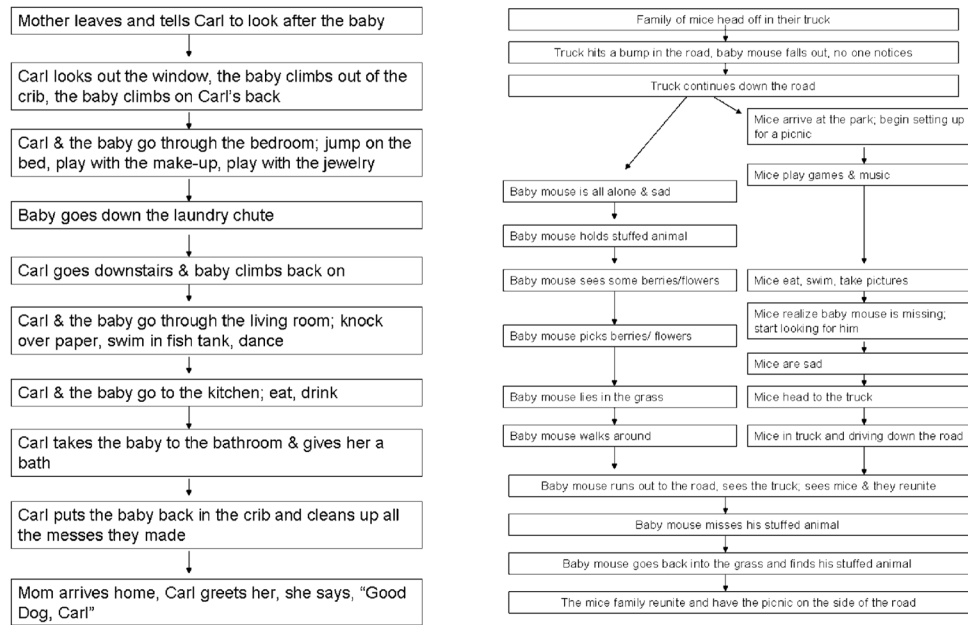 Mother leaves and tells Carl to look after the baby
Carl looks out the window, the baby climbs out of the
crib, the baby climbs on Carl's back
Carl & the baby go through the bedroom; jump on the
bed, play with the make-up, play with the jewelry
Baby goes down the laundry chute
Carl goes downstairs & baby climbs back on
Carl & the baby go through the living room; knock
over paper, swim in fish tank, dance
Carl & the baby go to the kitchen; eat, drink
Carl takes the baby to the bathroom & gives her a
bath
Carl puts the baby back in the crib and cleans up all
the messes they made
Mom arrives home, Carl greets her, she says, “Good
Dog, Carl”
Family of mice head off in their truck
Truck hits a bump in the road, baby mouse falls out, no one notices
Truck continues down the road
Baby mouse is all alone & sad
Baby mouse holds stuffed animal
Baby mouse sees some berries/flowers
Baby mouse picks berries/ flowers
Baby mouse lies in the grass
Baby mouse walks around
Mice arrive at the park; begin setting up
for a picnic
Mice play games & music
Mice eat, swim, take pictures
Mice realize baby mouse is missing;
start looking for him
Mice are sad
Mice head to the truck
Mice in truck and driving down the road
Baby mouse runs out to the road, sees the truck; sees mice & they reunite
Baby mouse misses his stuffed animal
Baby mouse goes back into the grass and finds his stuffed animal
The mice family reunite and have the picnic on the side of the road